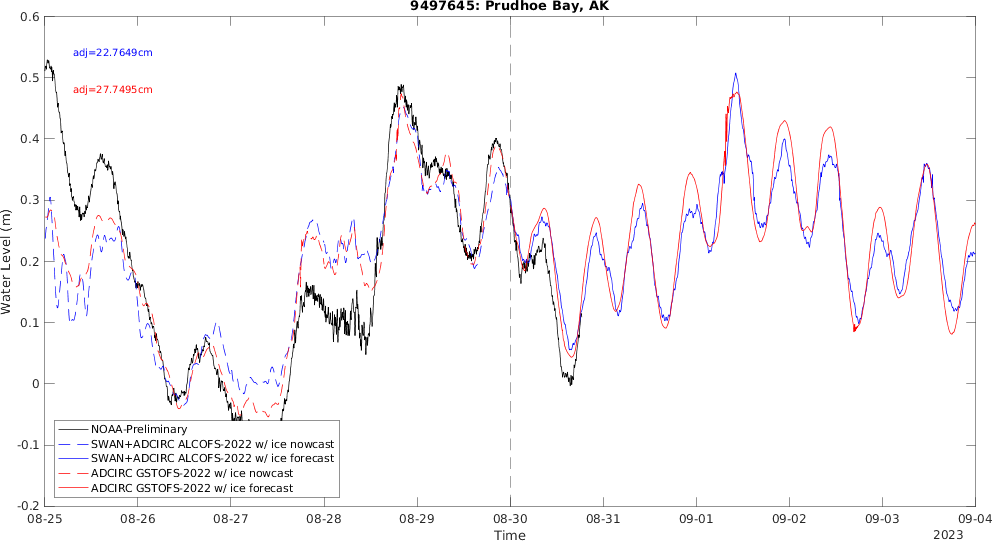 9497645: Prudhoe Bay, AK
0.6
adj=22.7649cm
0.5
adj=27.7495cm
0.4
0.3
0.2
0.1
0
-0.1
-0.2
Water Level (m)
NOAA-Preliminary
SWAN+ADCIRC ALCOFS-2022 w/ ice nowcast
SWAN+ADCIRC ALCOFS-2022 w/ ice forecast
ADCIRC GSTOFS-2022 w/ ice nowcast
ADCIRC GSTOFS-2022 w/ ice forecast
08-25 08-26 08-27 08-28 08-29 08-30 08-31 09-01 09-02 09-03 09-04
Time
2023